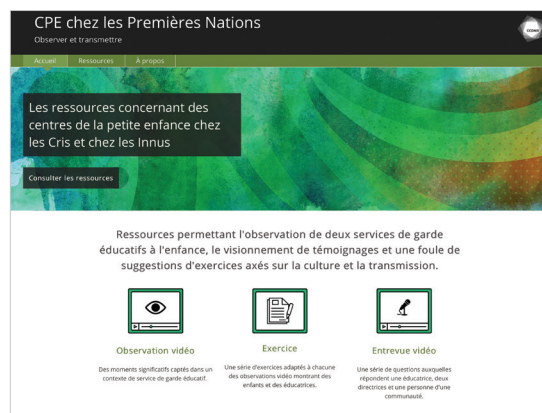 CPE chez les Premières Nations
Observer et transmettre
Accueil Ressources À propos
Les ressources concernant des
centres de la petite enfance chez
les Cris et chez les Innus
Consulter les ressources
Ressources permettant l'observation de deux services de garde
éducatifs à l'enfance, le visionnement de témoignages et une foule de
suggestions d'exercices axés sur la culture et la transmission.
Observation vidéo
Des moments significatifs captés dans un
contexte de service de garde éducatif.
Exercice
Une série d'exercices adaptés à chacune
des observations vidéo montrant des
enfants et des éducatrices.
Entrevue vidéo
Une série de questions auxquelles
répondent une éducatrice, deux
directrices et une personne d'une
communauté.